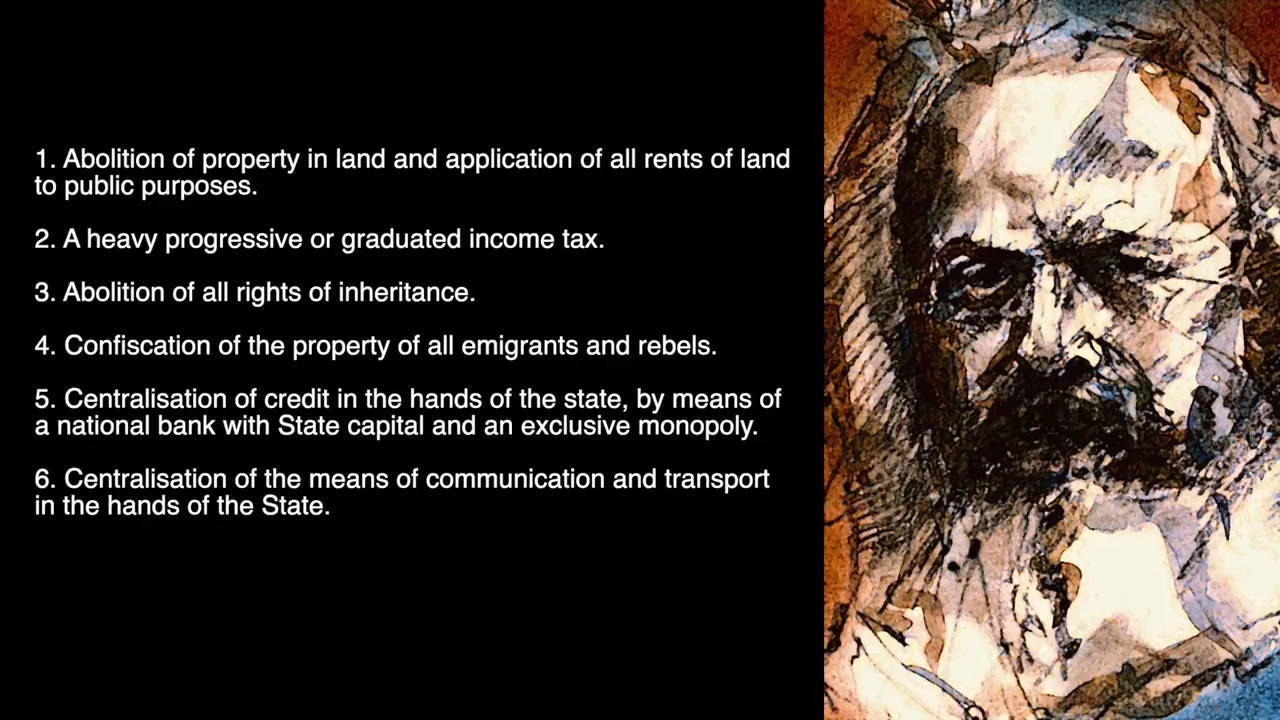 1. Abolition of property in land and application of all rents of land
to public purposes.
2. A heavy progressive or graduated income tax.
3. Abolition of all rights of inheritance.
4. Confiscation of the property of all emigrants and rebels.
5. Centralisation of credit in the hands of the state, by means of
a national bank with State capital and an exclusive monopoly.
6. Centralisation of the means of communication and transport
in the hands of the State.